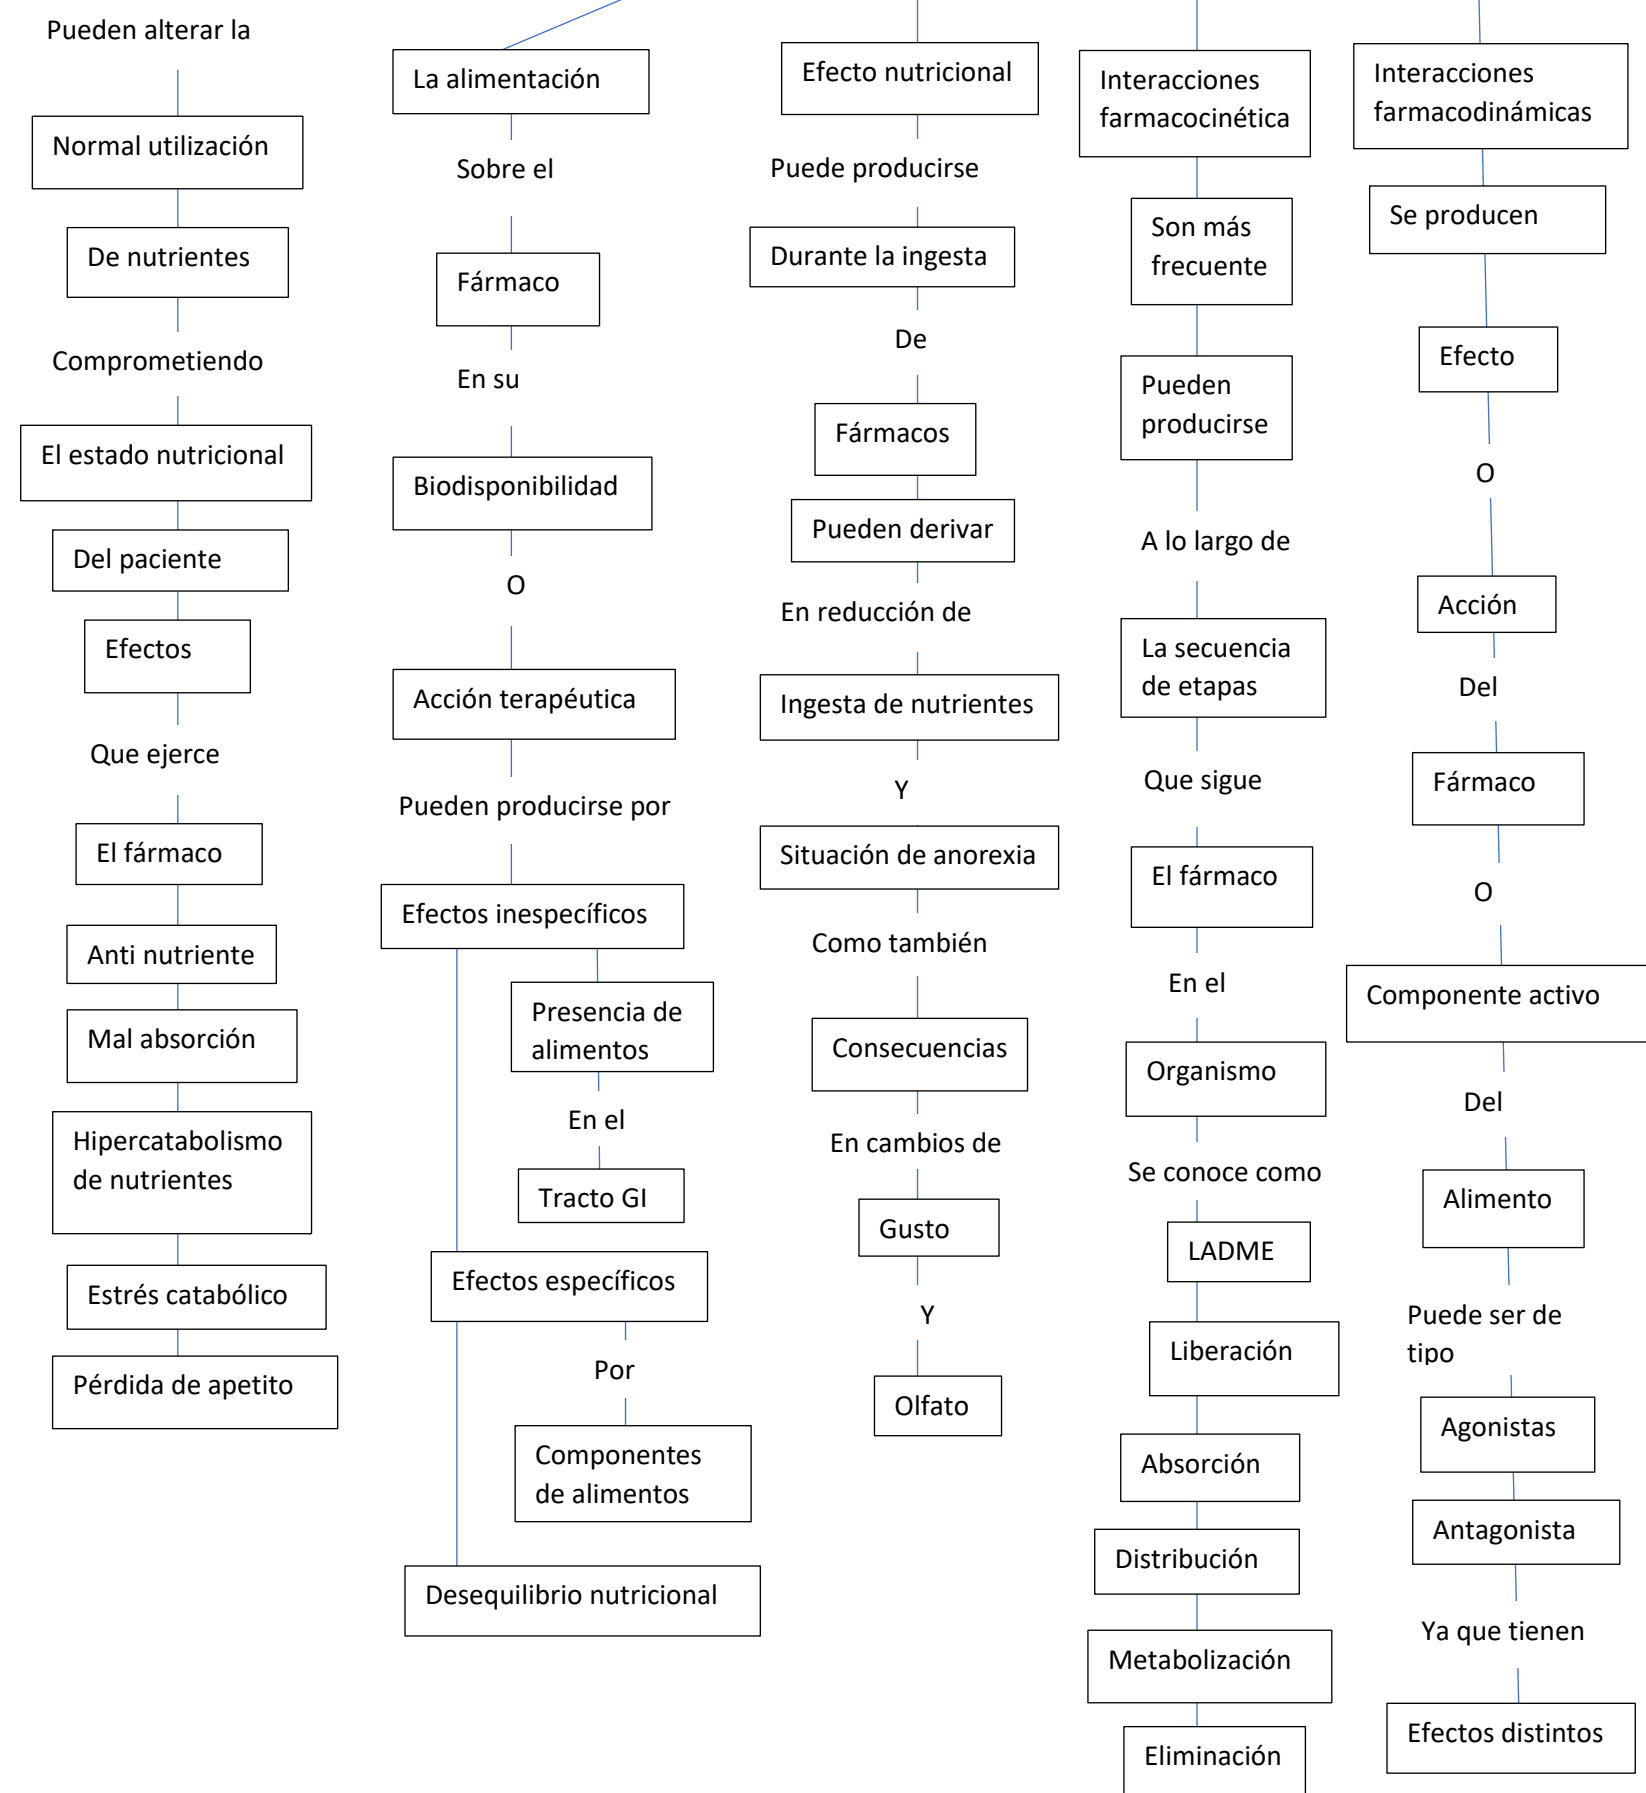 Pueden alterar la
Normal utilización
De nutrientes
Comprometiendo
El estado nutricional
Del paciente
Efectos
Que ejerce
El fármaco
Anti nutriente
Mal absorción
Hipercatabolismo
de nutrientes
Estrés catabólico
Pérdida de apetito
La alimentación
Sobre el
Fármaco
En su
Biodisponibilidad
O
Acción terapéutica
Pueden producirse por
Efectos inespecíficos
Presencia de
alimentos
En el
Tracto GI
Efectos específicos
Por
Componentes
de alimentos
Desequilibrio nutricional
Efecto nutricional
Puede producirse
Durante la ingesta
De
Fármacos
Pueden derivar
En reducción de
Ingesta de nutrientes
Y
Situación de anorexia
Como también
Consecuencias
En cambios de
Gusto
Y
Olfato
Interacciones
farmacocinética
Son más
frecuente
Pueden
producirse
A lo largo de
La secuencia
de etapas
Que sigue
El fármaco
En el
Organismo
Se conoce como
LADME
Liberación
Absorción
Distribución
Metabolización
Eliminación
Interacciones
farmacodinámicas
Se producen
Efecto
O
Acción
Del
Fármaco
O
Componente activo
Del
Alimento
Puede ser de
tipo
Agonistas
Antagonista
Ya que tienen
Efectos distintos